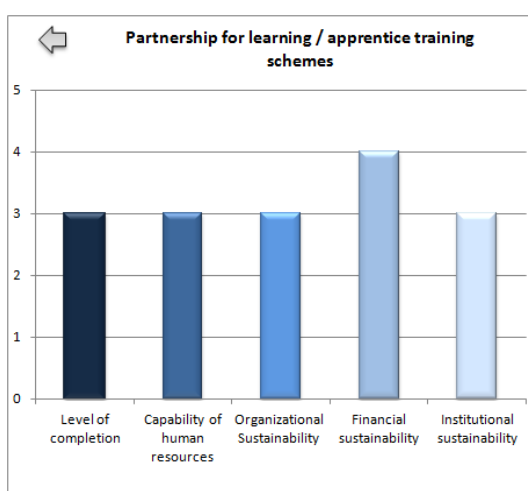 Partnership for learning / apprentice training
schemes
5
4
3
2
1
0
Level of
completion
Capability of
human
resources
Organizational
Sustainability
Financial
sustainability
Institutional
sustainability